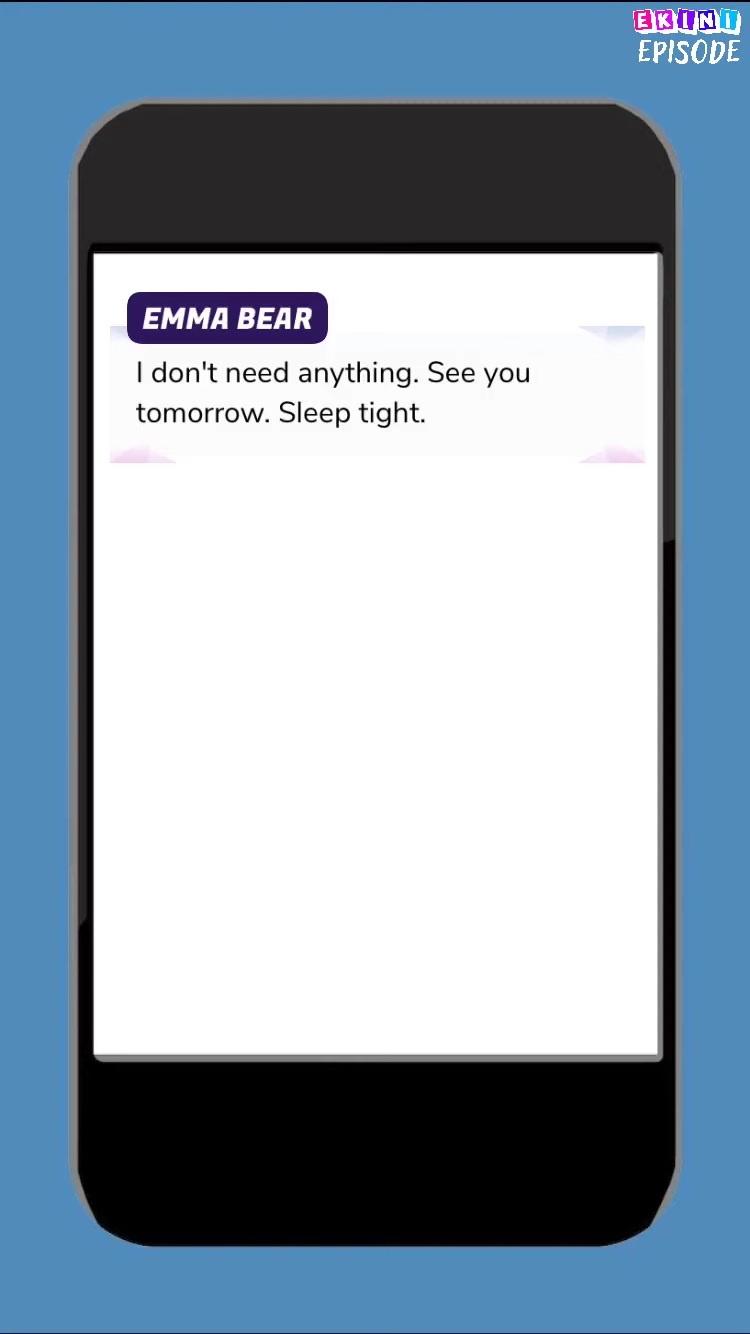 EKINI
EPISODE
EMMA BEAR
I don't need anything. See you
tomorrow. Sleep tight.